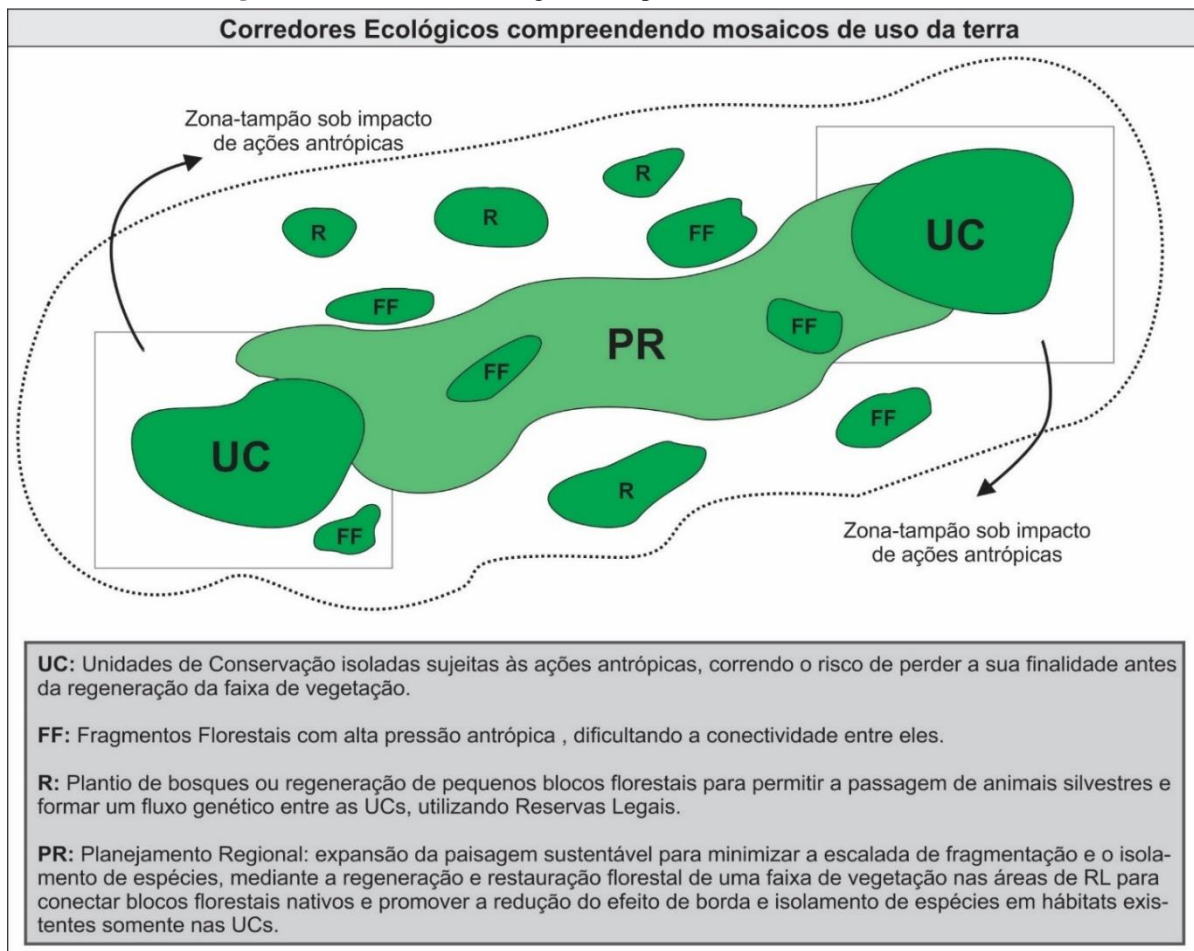 Corredores Ecológicos compreendendo mosaicos de uso da terra
Zona-tampão sob impacto
de ações antrópicas
R
R
R
FF
UC
FF
PR
FF
FF
UC
FF
R
FF
Zona-tampão sob impacto
de ações antrópicas
UC: Unidades de Conservação isoladas sujeitas às ações antrópicas, correndo o risco de perder a sua finalidade antes
da regeneração da faixa de vegetação.
FF: Fragmentos Florestais com alta pressão antrópica , dificultando a conectividade entre eles.
R: Plantio de bosques ou regeneração de pequenos blocos florestais para permitir a passagem de animais silvestres e
formar um fluxo genético entre as UCs, utilizando Reservas Legais.
PR: Planejamento Regional: expansão da paisagem sustentável para minimizar a escalada de fragmentação e o isola-
mento de espécies, mediante a regeneração e restauração florestal de uma faixa de vegetação nas áreas de RL para
conectar blocos florestais nativos e promover a redução do efeito de borda e isolamento de espécies em hábitats exis-
tentes somente nas UCs.